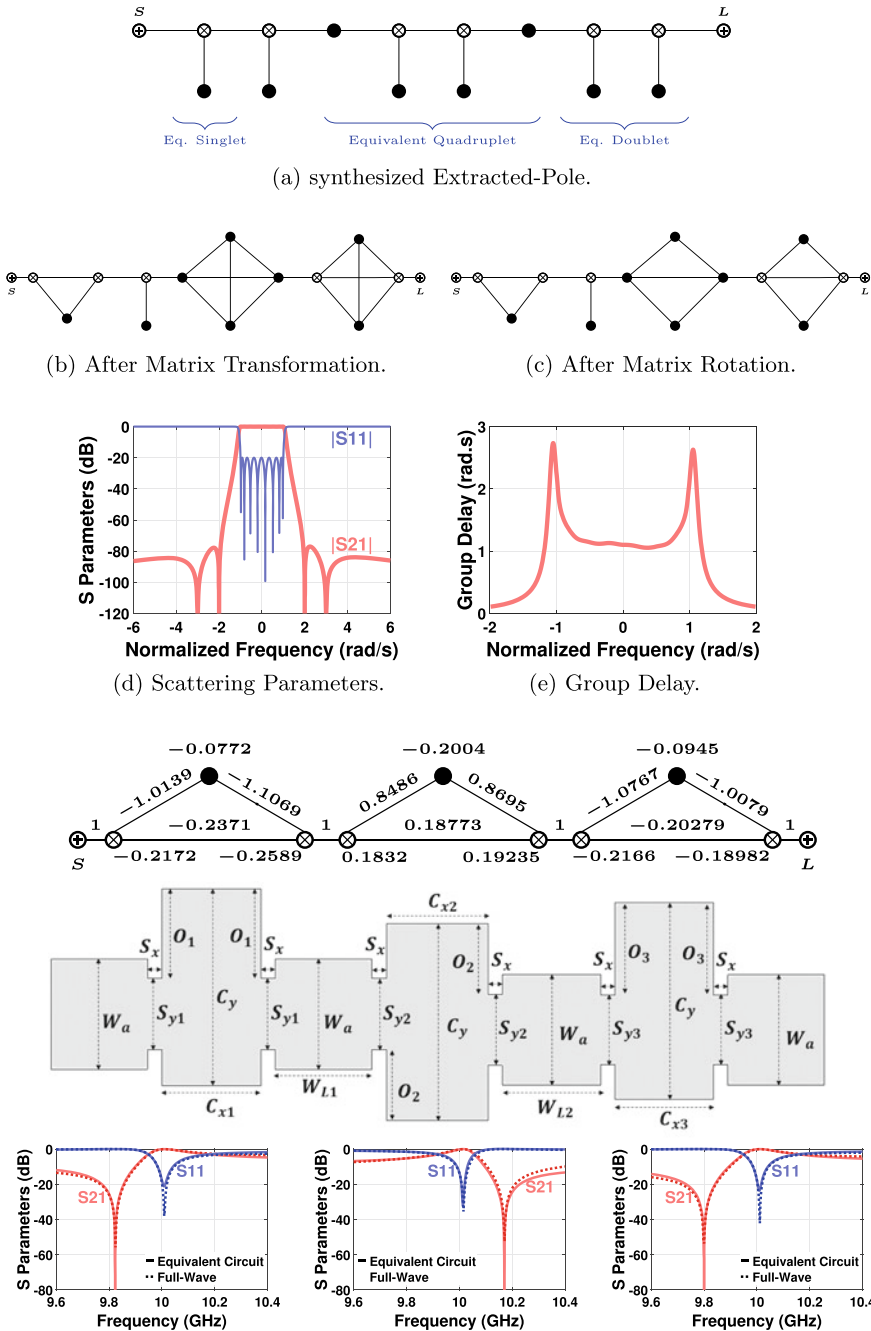 S
L
Eq. Singlet
Equivalent Quadruplet
Eq. Doublet
(a) synthesized Extracted-Pole.
S
L
S
L
(b) After Matrix Transformation.
(c) After Matrix Rotation.
S Parameters (dB)
0
-20
-40
-60
-80
-100
-120
|S11|
|S21|
-6
-4
-2
0
2
4
6
Normalized Frequency (rad/s)
Group Delay (rad.s)
3
2
1
0
-2
-1
0
1
2
Normalized Frequency (rad/s)
(d) Scattering Parameters.
(e) Group Delay.
−0.0772
−0.2004
−0.0945
−1.0139
−1.1069
0.8486
0.8695
−1.0767
−1.0079
1
−0.2371
1
0.18773
1
−0.20279
1
S
−0.2172
−0.2589
0.1832
0.19235
−0.2166
−0.18982
L
Cx2
O1
O1
Sx
Sx
Sx
O2
Sx
Sx
O3
O3
Sx
Wa
Sy1
Cy
Sy1
Wa
Sy2
Cy
Sy2
Wa
Sy3
Cy
Sy3
Wa
Cx1
WL1
O2
WL2
Cx3
S Parameters (dB)
0
-20
-40
-60
-80
S21
S11
Equivalent Circuit
Full-Wave
9.6
9.8
10
10.2
10.4
Frequency (GHz)
S Parameters (dB)
0
-20
-40
-60
-80
S11
S21
Equivalent Circuit
Full-Wave
9.6
9.8
10
10.2
10.4
Frequency (GHz)
S Parameters (dB)
0
-20
-40
-60
-80
S21
S11
Equivalent Circuit
Full-Wave
9.6
9.8
10
10.2
10.4
Frequency (GHz)